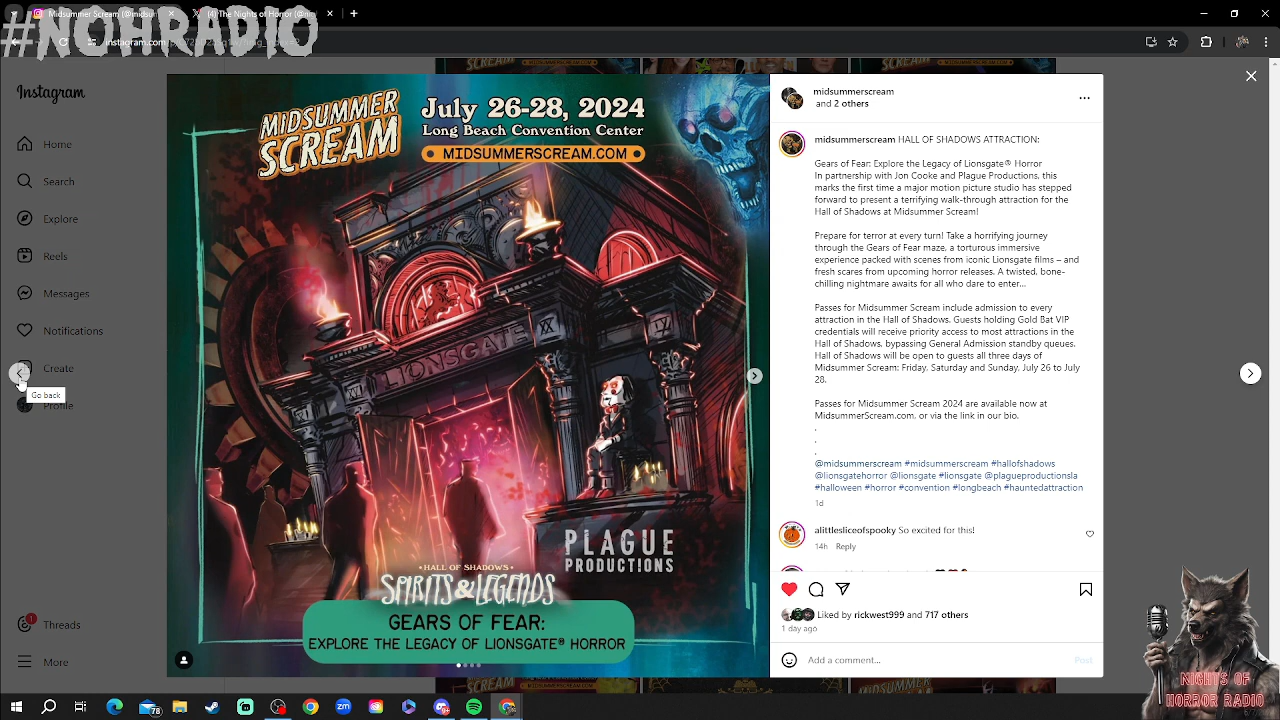 #NOHRADIO
Midsummer Scream (@midsun
(4) The Nights of Horror (@nig
instagram.com
Instagram
Home
Search
Explore
Reels
Messages
Notifications
Create
Go back
Profile
1
Threads
More
MIDSUMMER
SCREAM
July 26-28, 2024
Long Beach Convention Center
MIDSUMMERSCREAM.COM
LIONSGATE
PLAGUE
PRODUCTIONS
HALL OF SHADOWS
SPIRITS & LEGENDS
GEARS OF FEAR:
EXPLORE THE LEGACY OF LIONSGATE® HORROR
midsummerscream
and 2 others
midsummerscream HALL OF SHADOWS ATTRACTION:
Gears of Fear: Explore the Legacy of Lionsgate® Horror
In partnership with Jon Cooke and Plague Productions, this
marks the first time a major motion picture studio has stepped
forward to present a terrifying walk-through attraction for the
Hall of Shadows at Midsummer Scream!
Prepare for terror at every turn! Take a horrifying journey
through the Gears of Fear maze, a torturous immersive
experience packed with scenes from iconic Lionsgate films – and
fresh scares from upcoming horror releases. A twisted, bone-
chilling nightmare awaits for all who dare to enter...
Passes for Midsummer Scream include admission to every
attraction in the Hall of Shadows. Guests holding Gold Bat VIP
credentials will receive priority access to most attractions in the
Hall of Shadows, bypassing General Admission standby queues.
Hall of Shadows will be open to guests all three days of
Midsummer Scream: Friday, Saturday and Sunday, July 26 to July
28.
Passes for Midsummer Scream 2024 are available now at
MidsummerScream.com, or via the link in our bio.
.
.
.
@midsummerscream #midsummerscream #hallofshadows
@lionsgatehorror @lionsgate #lionsgate @plagueproductionsla
#halloween #horror #convention #longbeach #hauntedattraction
1d
alittlesliceofspooky So excited for this!
14h Reply
Liked by rickwest999 and 717 others
1 day ago
Add a comment...
Post
NIGHTS OF
HORROR RADIO